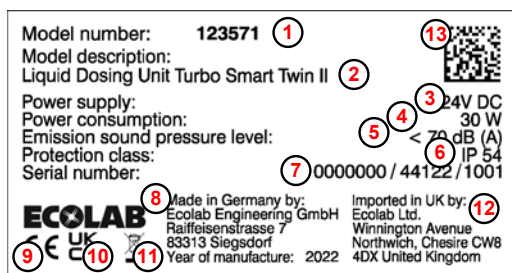 Model number: 123571 1 13
Model description:
Liquid Dosing Unit Turbo Smart Twin II 2
Power supply: 3 24V DC
Power consumption: 4 30 W
Emission sound pressure level: 5 < 70 dB (A)
Protection class: 6 IP 54
Serial number: 7 0000000 / 44122 / 1001
8 Made in Germany by:
Ecolab Engineering GmbH
Raiffeisenstrasse 7
83313 Siegsdorf
Year of manufacture: 2022
Imported in UK by:
Ecolab Ltd. 12
Winnington Avenue
Northwich, Chesire CW8
4DX United Kingdom
ECOLAB
9 CE UK CA 10 11